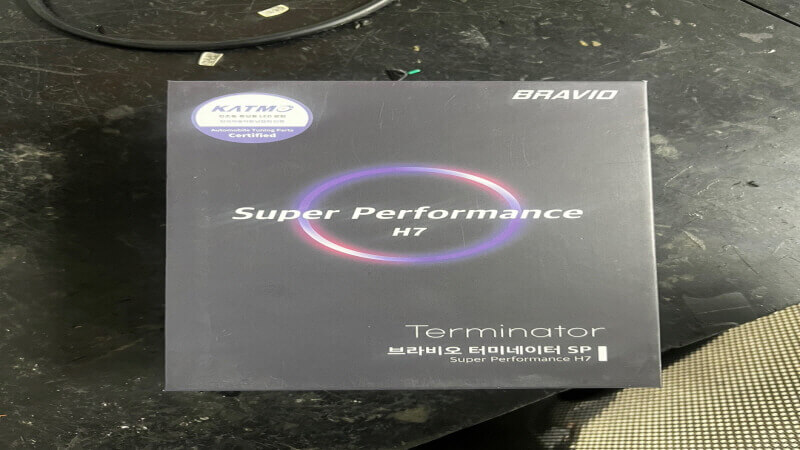 KATMO
Automobile Tuning Parts
Certified
BRAVIO
Super Performance
H7
Terminator
브라비오 터미네이터 SP
Super Performance H7